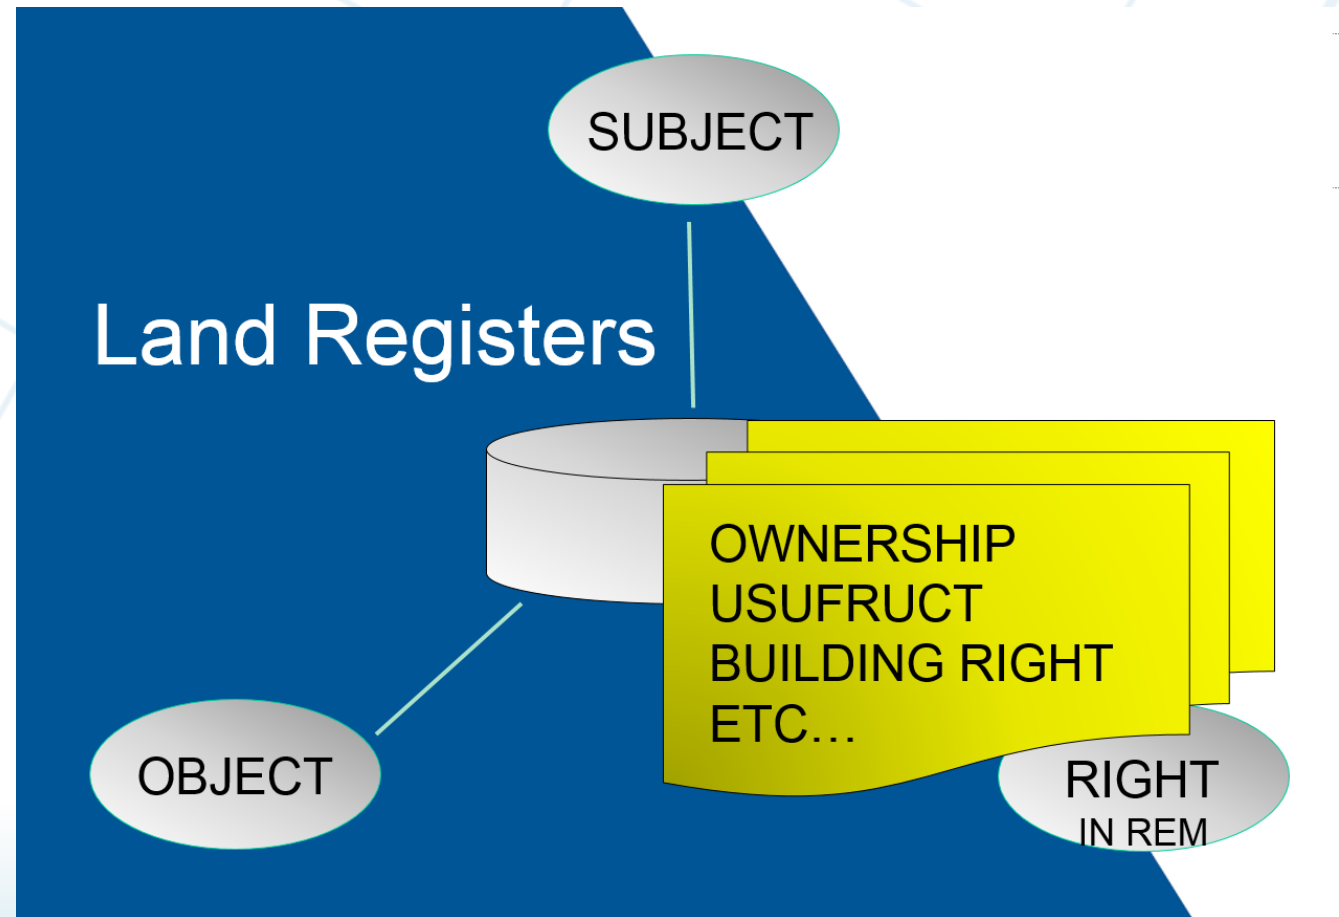 SUBJECT
Land Registers
OWNERSHIP
USUFRUCT
BUILDING RIGHT
ETC…
OBJECT
RIGHT
IN REM